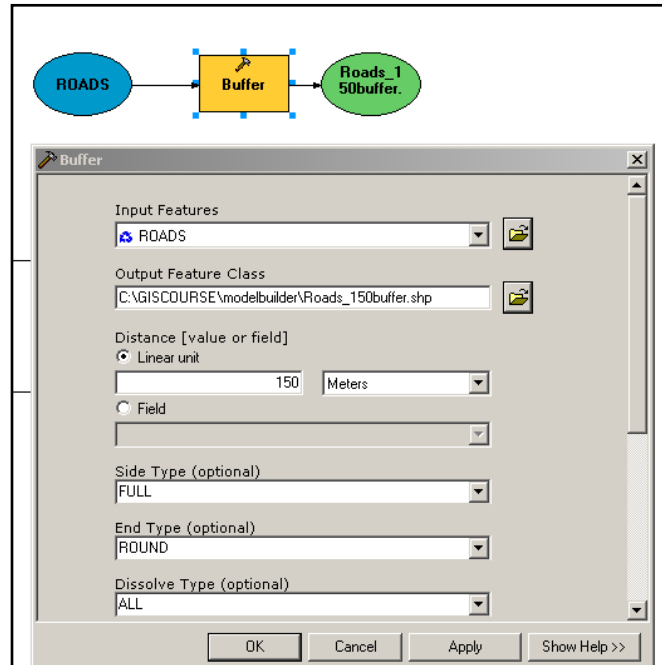 ROADS
Buffer
Roads_1
50buffer.
Buffer
Input Features
ROADS
Output Feature Class
C:\GISCOURSE\modelbuilder\Roads_150buffer.shp
Distance [value or field]
Linear unit
150 Meters
Field
Side Type (optional)
FULL
End Type (optional)
ROUND
Dissolve Type (optional)
ALL
OK Cancel Apply Show Help >>